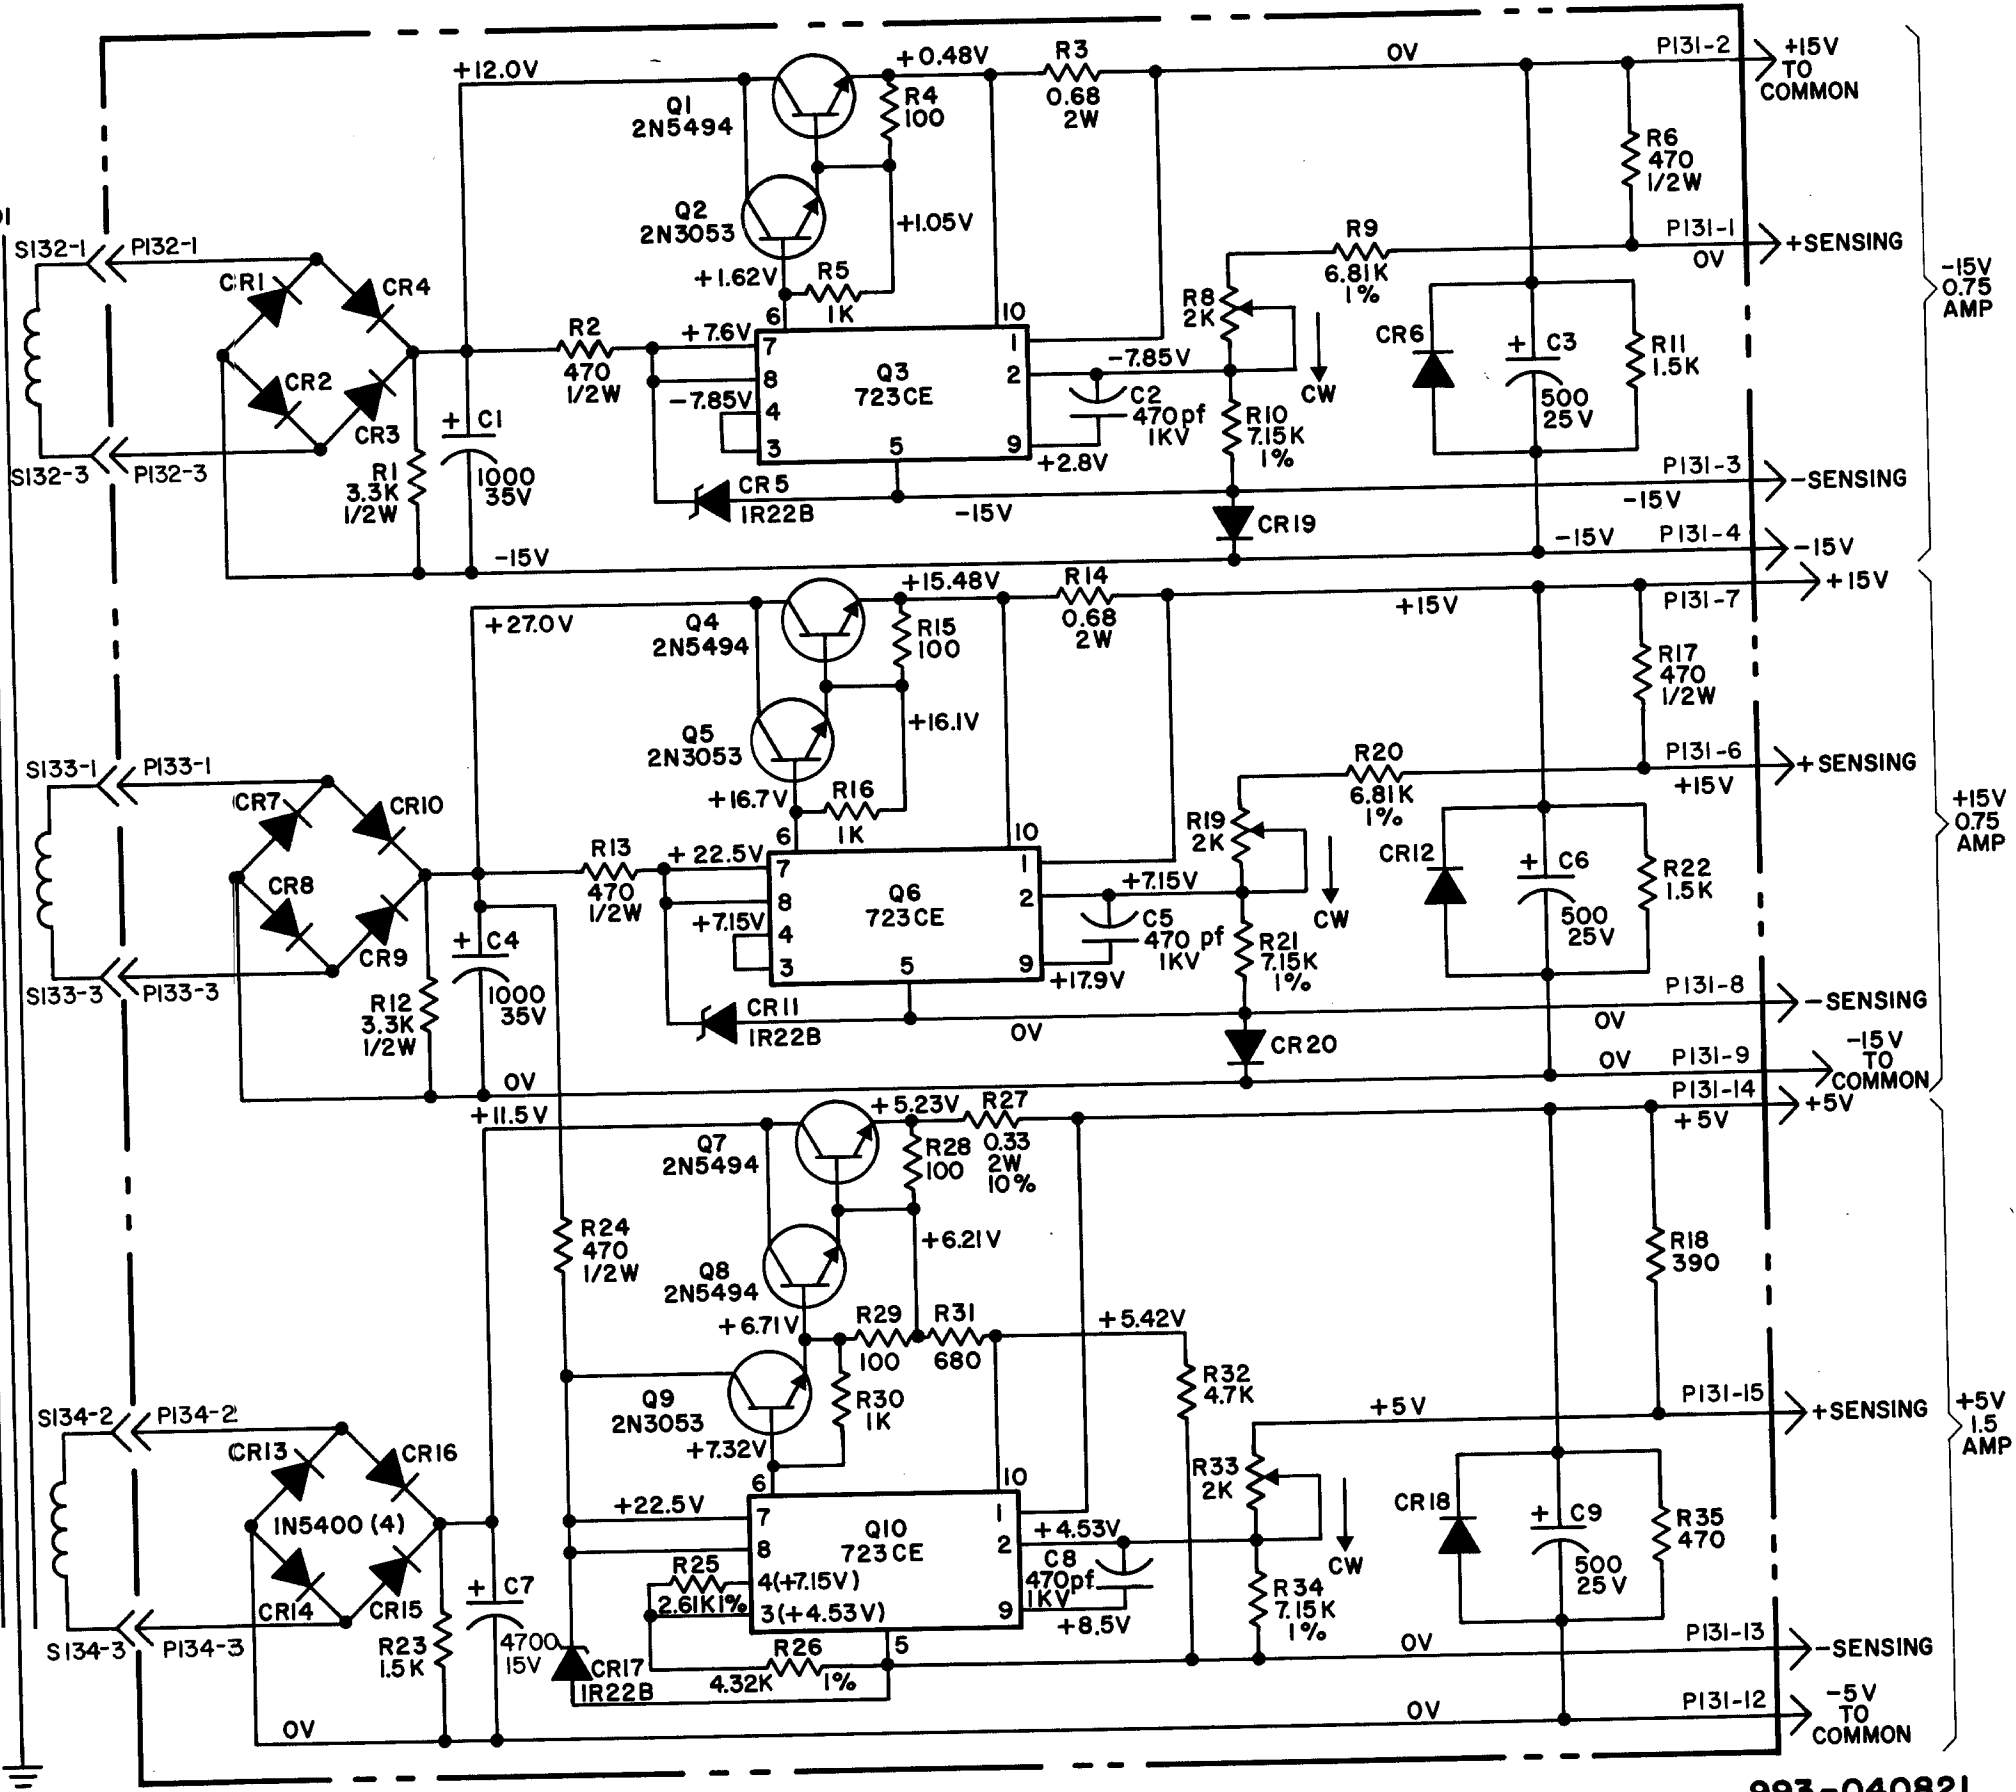 +12.0V
+0.48V
R3
0.68
2W
0V
P131-2
+15V
TO
COMMON
Q1
2N5494
R4
100
R6
470
1/2W
Q2
2N3053
+1.05V
S132-1
P132-1
R9
6.81K
1%
P131-1
0V
+SENSING
CR1
CR4
+1.62V
R5
1K
R8
2K
-15V
0.75
AMP
6
10
R2
470
1/2W
+7.6V
7
8
4
3
5
1
2
9
Q3
723CE
-7.85V
-7.85V
CW
CR6
+
C3
500
25V
R11
1.5K
CR2
CR3
R1
3.3K
1/2W
+
C1
1000
35V
C2
470pf
1KV
+2.8V
R10
7.15K
1%
S132-3
P132-3
CR5
1R22B
-15V
P131-3
-15V
-SENSING
CR19
-15V
-15V
P131-4
-15V
+27.0V
+15.48V
R14
0.68
2W
+15V
P131-7
+15V
Q4
2N5494
R15
100
R17
470
1/2W
Q5
2N3053
+16.1V
S133-1
P133-1
R20
6.81K
1%
P131-6
+15V
+SENSING
CR7
CR10
+16.7V
R16
1K
R19
2K
+15V
0.75
AMP
6
10
R13
470
1/2W
+22.5V
7
8
4
3
5
1
2
9
Q6
723CE
+7.15V
+7.15V
CW
CR12
+
C6
500
25V
R22
1.5K
CR8
CR9
R12
3.3K
1/2W
+
C4
1000
35V
C5
470 pf
1KV
+17.9V
R21
7.15K
1%
S133-3
P133-3
CR11
1R22B
0V
P131-8
0V
-SENSING
CR20
0V
0V
P131-9
-15V
TO
COMMON
+11.5V
+5.23V
R27
0.33
2W
10%
P131-14
+5V
+5V
Q7
2N5494
R28
100
R24
470
1/2W
Q8
2N5494
+6.21V
R18
390
+6.71V
R29
100
R31
680
+5.42V
Q9
2N3053
R30
1K
R32
4.7K
+7.32V
+5V
P131-15
+SENSING
+5V
1.5
AMP
S134-2
P134-2
CR13
CR16
1N5400 (4)
CR14
CR15
6
10
+22.5V
7
8
4(+7.15V)
3(+4.53V)
5
1
2
9
Q10
723CE
R25
2.61K1%
+4.53V
C8
470pf
1KV
+8.5V
R33
2K
CW
R34
7.15K
1%
CR18
+
C9
500
25V
R35
470
R23
1.5K
+
C7
4700
15V
CR17
1R22B
R26
4.32K
1%
S134-3
P134-3
0V
P131-13
-SENSING
0V
0V
P131-12
-5V
TO
COMMON
993-040821